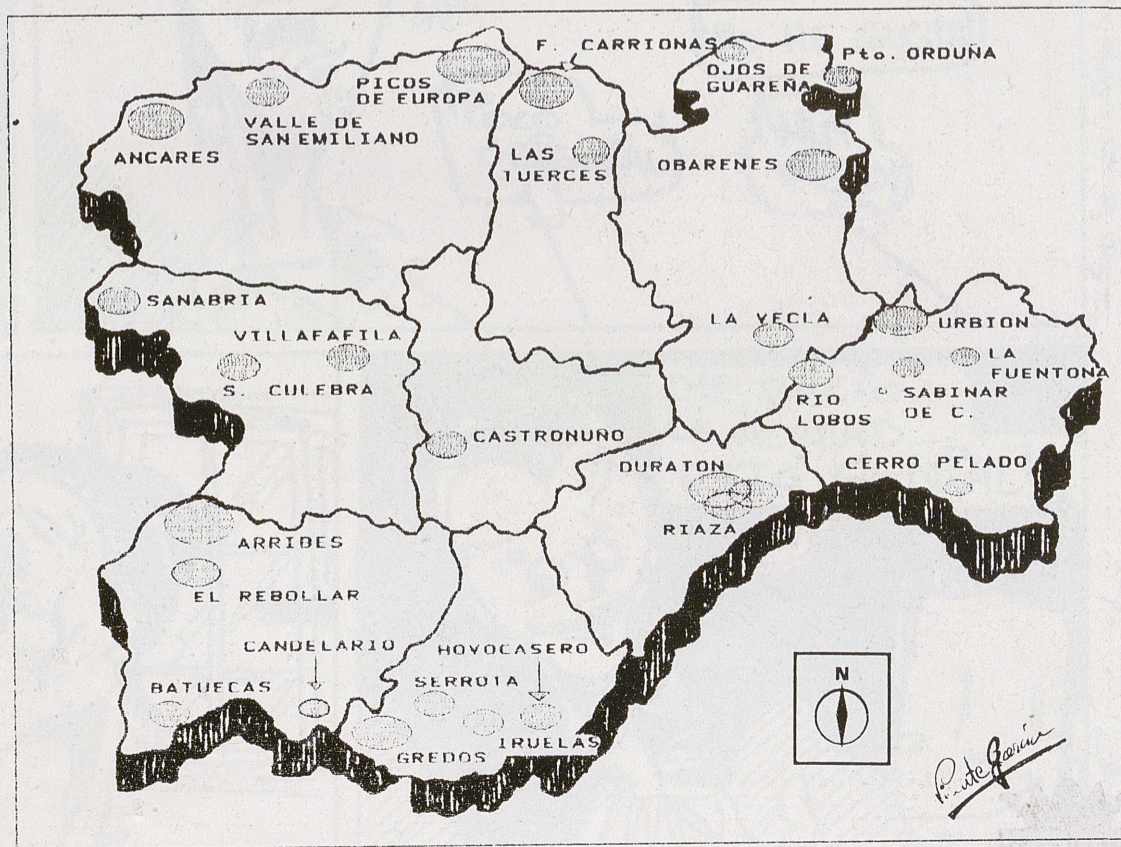 F. CARRIONAS
Pto. ORDUÑA
OJOS DE
GUAREÑA
PICOS
DE EUROPA
VALLE DE
SAN EMILIANO
ANCARES
LAS
TUERCES
OBARENES
SANABRIA
VILLAFAFILA
S. CULEBRA
LA YECLA
URBION
LA
FUENTONA
RIO
LOBOS
SABINAR
DE C.
CASTRONUÑO
DURATON
CERRO PELADO
RIAZA
ARRIBES
EL REBOLLAR
CANDELARIO
HOYOCASERO
BATUECAS
SERROTA
IRUELAS
GREDOS
N